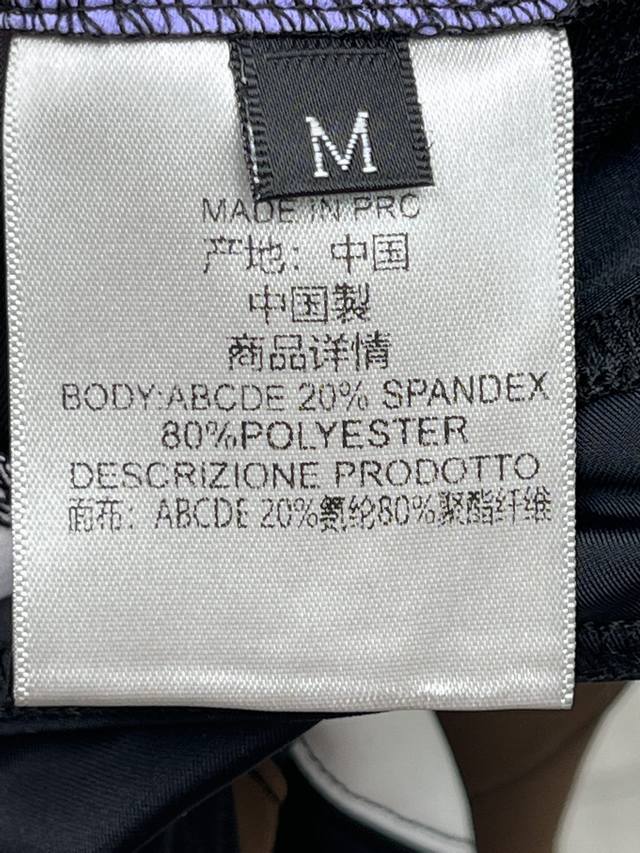 M
MADE IN PRC
产地：中国
中国製
商品详情
BODY:ABCDE 20% SPANDEX
80%POLYESTER
DESCRIZIONE PRODOTTO
面布：ABCDE 20%氨纶80%聚酯纤维